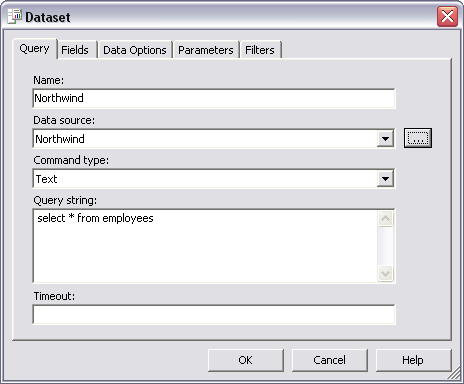 Dataset
Query Fields Data Options Parameters Filters
Name:
Northwind
Data source:
Northwind
...
Command type:
Text
Query string:
select * from employees
Timeout:
OK Cancel Help